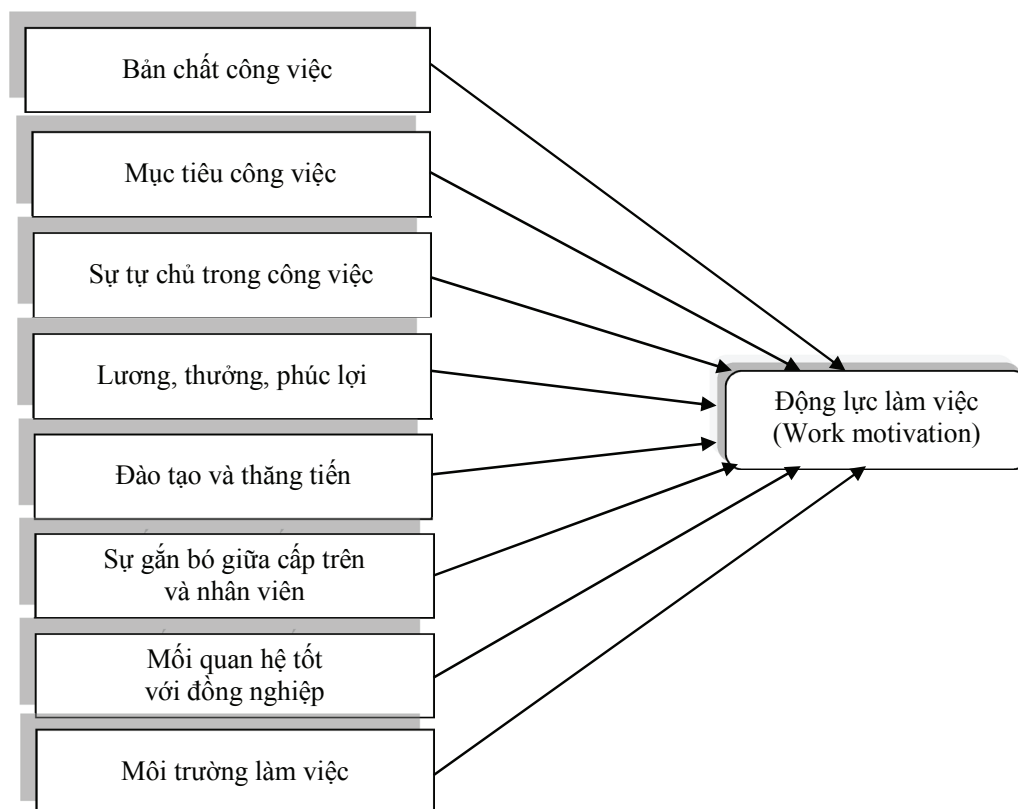 Bản chất công việc
Mục tiêu công việc
Sự tự chủ trong công việc
Lương, thưởng, phúc lợi
Đào tạo và thăng tiến
Sự gắn bó giữa cấp trên
và nhân viên
Mối quan hệ tốt
với đồng nghiệp
Môi trường làm việc
Động lực làm việc
(Work motivation)